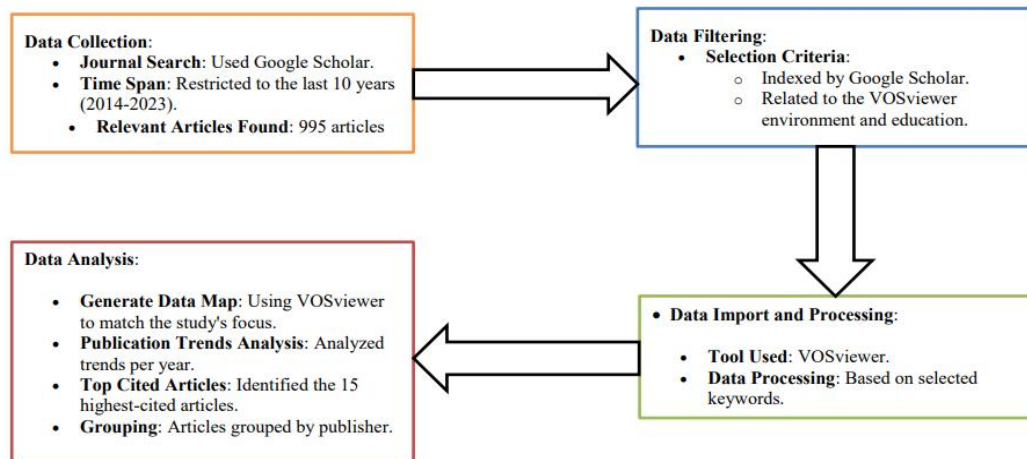 Data Collection:
• Journal Search: Used Google Scholar.
• Time Span: Restricted to the last 10 years
(2014-2023).
• Relevant Articles Found: 995 articles
Data Filtering:
• Selection Criteria:
o Indexed by Google Scholar.
o Related to the VOSviewer
environment and education.
• Data Import and Processing:
• Tool Used: VOSviewer.
• Data Processing: Based on selected
keywords.
Data Analysis:
• Generate Data Map: Using VOSviewer
to match the study's focus.
• Publication Trends Analysis: Analyzed
trends per year.
• Top Cited Articles: Identified the 15
highest-cited articles.
• Grouping: Articles grouped by publisher.